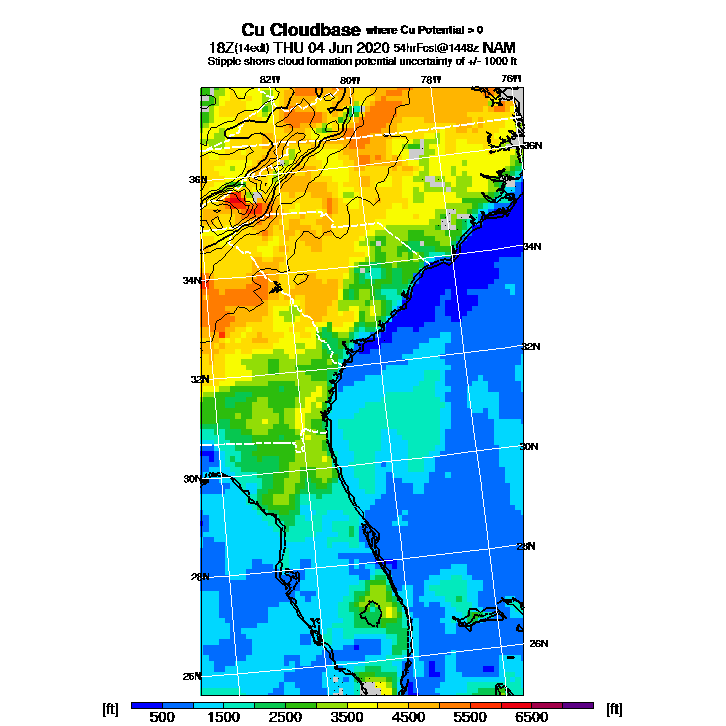 Cu Cloudbase where Cu Potential > 0
18Z(14edt) THU 04 Jun 2020 54hrFcst@1448z NAM
Stipple shows cloud formation potential uncertainty of +/- 1000 ft
82W 80W 78W 76W
36N
36N
34N
34N
32N
32N
30N
30N
28N
28N
26N
26N
[ft] 500 1500 2500 3500 4500 5500 6500 [ft]